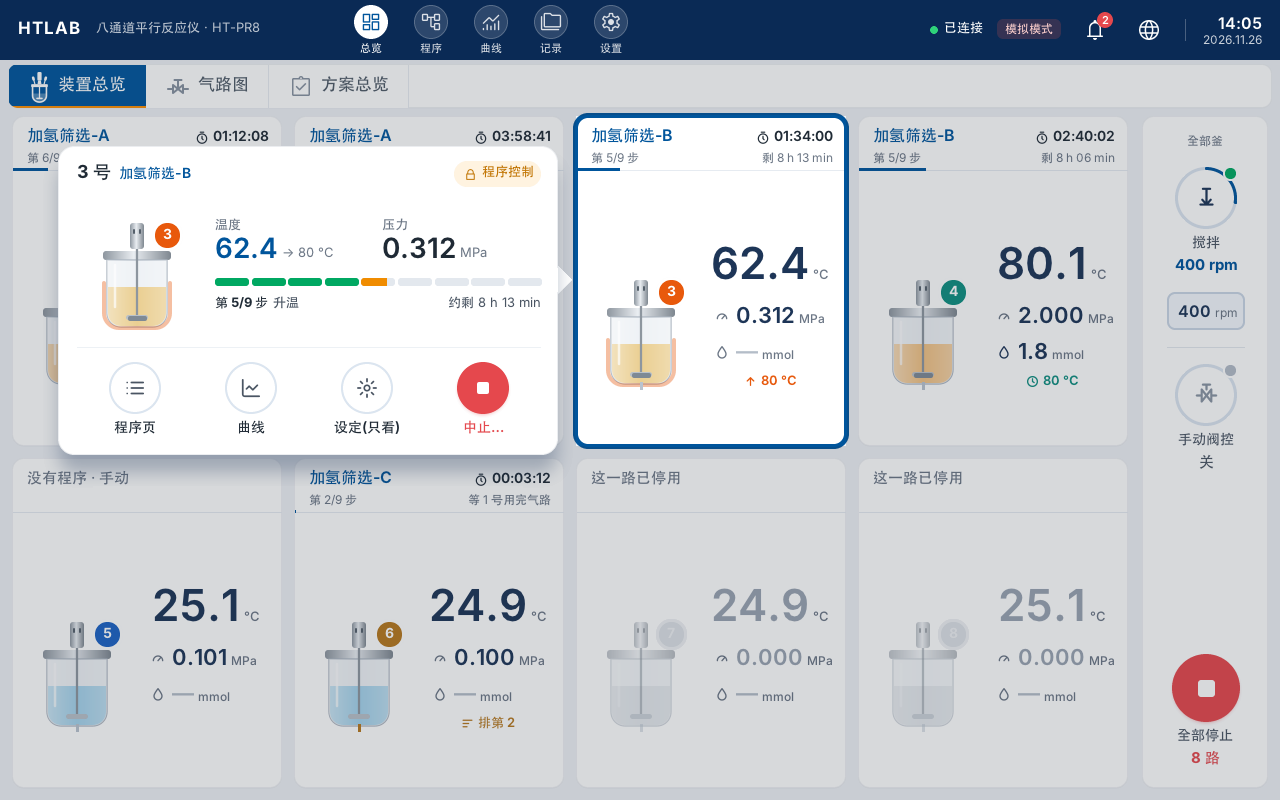 HTLAB 八通道平行反应仪 · HT-PR8
总览 程序 曲线 记录 设置
已连接 模拟模式 2 14:05
2026.11.26
装置总览 气路图 方案总览
加氢筛选-A 01:12:08
第 6/9
加氢筛选-A 03:58:41
加氢筛选-B 01:34:00
第 5/9 步 剩 8 h 13 min
62.4 °C
3
0.312 MPa
— mmol
80 °C
加氢筛选-B 02:40:02
第 5/9 步 剩 8 h 06 min
80.1 °C
4
2.000 MPa
1.8 mmol
80 °C
3 号 加氢筛选-B 程序控制
3
温度 压力
62.4 → 80 °C 0.312 MPa
第 5/9 步 升温 约剩 8 h 13 min
程序页 曲线 设定(只看) 中止...
没有程序 · 手动
25.1 °C
5
0.101 MPa
— mmol
加氢筛选-C 00:03:12
第 2/9 步 等 1 号用完气路
24.9 °C
6
0.100 MPa
— mmol
排第 2
这一路已停用
24.9 °C
7
0.000 MPa
— mmol
这一路已停用
25.1 °C
8
0.000 MPa
— mmol
全部釜
搅拌
400 rpm
400 rpm
手动阀控
关
全部停止
8 路